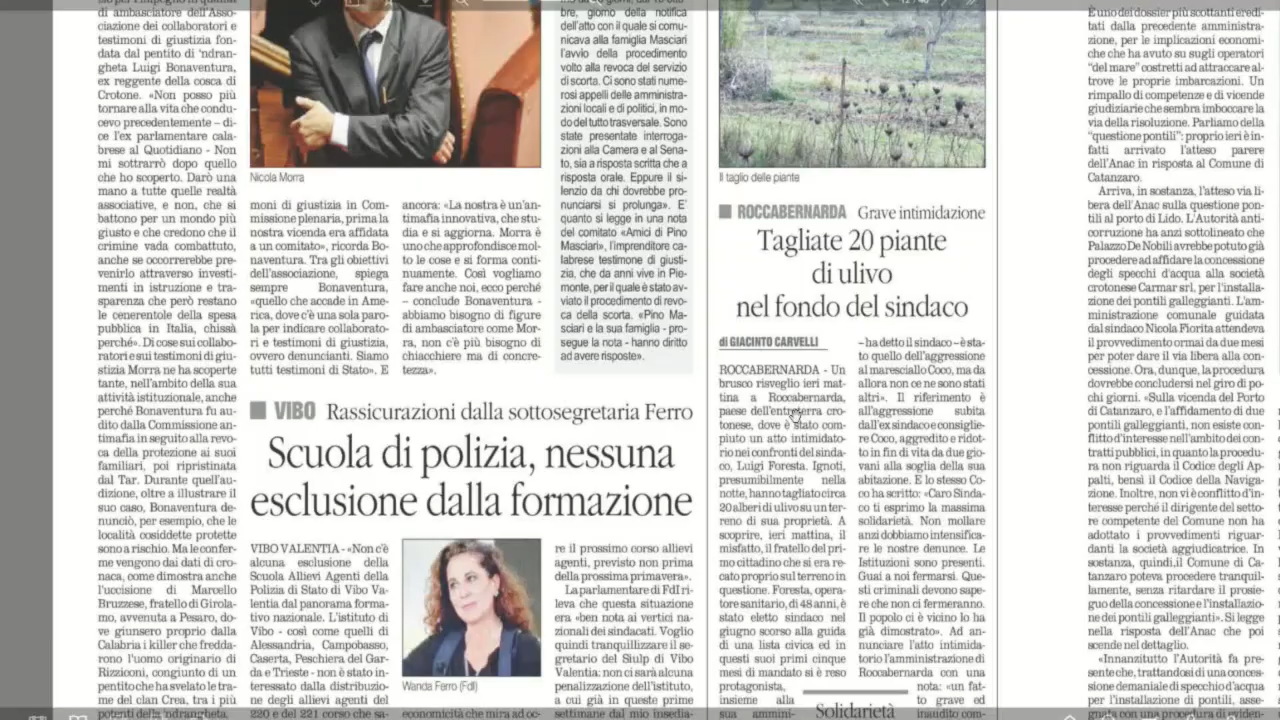 di ambasciatore dell'Asso-
ciazione dei collaboratori e
testimoni di giustizia fon-
data dal pentito di 'ndran-
gheta Luigi Bonaventura,
ex reggente della cosca di
Crotone. «Non posso più
tornare alla vita che condu-
cevo precedentemente – di-
ce l'ex parlamentare cala-
brese al Quotidiano - Non
mi sottrarrò dopo quello
che ho scoperto. Darò una
mano a tutte quelle realtà
associative, e non, che si
battono per un mondo più
giusto e che credono che il
crimine vada combattuto,
anche se occorrerebbe pre-
venirlo attraverso investi-
menti in istruzione e tra-
sparenza che però restano
le cenerentole della spesa
pubblica in Italia, chissà
perché». Di cose sui collabo-
ratori e sui testimoni di giu-
stizia Morra ne ha scoperte
tante, nell'ambito della sua
attività istituzionale, anche
perché Bonaventura fu au-
dito dalla Commissione an-
timafia in seguito alla revo-
ca della protezione ai suoi
familiari, poi ripristinata
dal Tar. Durante quell'au-
dizione, oltre a illustrare il
suo caso, Bonaventura de-
nunciò, per esempio, che le
località cosiddette protette
sono a rischio. Ma le confer-
me vengono dai dati di cro-
naca, come dimostra anche
l'uccisione di Marcello
Bruzzese, fratello di Girola-
mo, avvenuta a Pesaro, do-
ve giunsero proprio dalla
Calabria i killer che fredda-
rono l'uomo originario di
Rizziconi, congiunto di un
pentito che ha svelato le tra-
me del clan Crea, tra i più
potenti della 'ndrangheta.
Nicola Morra
moni di giustizia in Com-
missione plenaria, prima la
nostra vicenda era affidata
a un comitato», ricorda Bo-
naventura. Tra gli obiettivi
dell'associazione, spiega
sempre Bonaventura,
«quello che accade in Ame-
rica, dove c'è una sola paro-
la per indicare collaborato-
ri e testimoni di giustizia,
ovvero denuncianti. Siamo
tutti testimoni di Stato». E
ancora: «La nostra è un'an-
timafia innovativa, che stu-
dia e si aggiorna. Morra è
uno che approfondisce mol-
to le cose e si forma conti-
nuamente. Così vogliamo
fare anche noi, ecco perché
– conclude Bonaventura -
abbiamo bisogno di figure
di ambasciatore come Mor-
ra, non c'è più bisogno di
chiacchiere ma di concre-
tezza».
bre, giorno della notifica
dell'atto con il quale si comu-
nicava alla famiglia Masciari
l'avvio della procedimento
volto alla revoca del servizio
di scorta. Ci sono stati nume-
rosi appelli delle amministra-
zioni locali e di politici, in mo-
do del tutto trasversale. Sono
state presentate interroga-
zioni alla Camera e al Sena-
to, sia a risposta scritta che a
risposta orale. Eppure il si-
lenzio da chi dovrebbe pro-
nunciarsi si prolunga». E'
quanto si legge in una nota
del comitato «Amici di Pino
Masciari», l'imprenditore ca-
labrese testimone di giusti-
zia, che da anni vive in Pie-
monte, per il quale è stato av-
viato il procedimento di revo-
ca della scorta. «Pino Ma-
sciari e la sua famiglia - pro-
segue la nota - hanno diritto
ad avere risposte».
VIBO Rassicurazioni dalla sottosegretaria Ferro
Scuola di polizia, nessuna
esclusione dalla formazione
VIBO VALENTIA - «Non c'è
alcuna esclusione della
Scuola Allievi Agenti della
Polizia di Stato di Vibo Va-
lentia dal panorama forma-
tivo nazionale. L'istituto di
Vibo - così come quelli di
Alessandria, Campobasso,
Caserta, Peschiera del Gar-
da e Trieste - non è stato in-
teressato dalla distribuzio-
ne degli allievi agenti del
220 e del 221 corso che sa-
Wanda Ferro (FdI)
economicità che mira ad oc-
re il prossimo corso allievi
agenti, previsto non prima
della prossima primavera».
La parlamentare di FdI ri-
leva che questa situazione
era «ben nota ai vertici na-
zionali dei sindacati. Voglio
quindi tranquillizzare il se-
gretario del Siulp di Vibo
Valentia: non ci sarà alcuna
penalizzazione dell'istituto,
a cui già in queste prime
settimane dal mio insedia-
Il taglio delle piante
ROCCABERNARDA Grave intimidazione
Tagliate 20 piante
di ulivo
nel fondo del sindaco
di GIACINTO CARVELLI
ROCCABERNARDA - Un
brusco risveglio ieri mat-
tina a Roccabernarda,
paese dell'entroterra cro-
tonese, dove è stato com-
piuto un atto intimidato-
rio nei confronti del sinda-
co, Luigi Foresta. Ignoti,
presumibilmente nella
notte, hanno tagliato circa
20 alberi di ulivo su un ter-
reno di sua proprietà. A
scoprire, ieri mattina, il
misfatto, il fratello del pri-
mo cittadino che si era re-
cato proprio sul terreno in
questione. Foresta, opera-
tore sanitario, di 48 anni, è
stato eletto sindaco nel
giugno scorso alla guida
di una lista civica ed in
questi suoi primi cinque
mesi di mandato si è reso
protagonista,
insieme alla
sua ammini-
– ha detto il sindaco – è sta-
to quello dell'aggressione
al maresciallo Coco, ma da
allora non ce ne sono stati
altri». Il riferimento è
all'aggressione subita
dall'ex sindaco e consiglie-
re Coco, aggredito e ridot-
to in fin di vita da due gio-
vani alla soglia della sua
abitazione. E lo stesso Co-
co ha scritto: «Caro Sinda-
co ti esprimo la massima
solidarietà. Non mollare
anzi dobbiamo intensifica-
re le nostre denunce. Le
Istituzioni sono presenti.
Guai a noi fermarsi. Que-
sti criminali devono sape-
re che non ci fermeranno.
Il popolo ci è vicino lo ha
già dimostrato». Ad an-
nunciare l'atto intimida-
torio l'amministrazione di
Roccabernarda con una
nota: «un fat-
to grave ed
inaudito com-
Solidarietà
È uno dei dossier più scottanti eredi-
tati dalla precedente amministra-
zione, per le implicazioni economi-
che che ha avuto su sugli operatori
"del mare" costretti ad attraccare al-
trove le proprie imbarcazioni. Un
rimpallo di competenze e di vicende
giudiziarie che sembra imboccare la
via della risoluzione. Parliamo della
"questione pontili": proprio ieri è in-
fatti arrivato l'atteso parere
dell'Anac in risposta al Comune di
Catanzaro.
Arriva, in sostanza, l'atteso via li-
bera dell'Anac sulla questione pon-
tili al porto di Lido. L'Autorità anti-
corruzione ha anzi sottolineato che
Palazzo De Nobili avrebbe potuto già
procedere ad affidare la concessione
degli specchi d'acqua alla società
crotonese Carmar srl, per l'installa-
zione dei pontili galleggianti. L'am-
ministrazione comunale guidata
dal sindaco Nicola Fiorita attendeva
il provvedimento ormai da due mesi
per poter dare il via libera alla con-
cessione. Ora, dunque, la procedura
dovrebbe concludersi nel giro di po-
chi giorni. «Sulla vicenda del Porto
di Catanzaro, e l'affidamento di due
pontili galleggianti, non esiste con-
flitto d'interesse nell'ambito dei con-
tratti pubblici, in quanto la procedu-
ra non riguarda il Codice degli Ap-
palti, bensì il Codice della Naviga-
zione. Inoltre, non vi è conflitto d'in-
teresse perché il dirigente del setto-
re competente del Comune non ha
adottato i provvedimenti riguar-
danti la società aggiudicatrice. In
sostanza, quindi, il Comune di Ca-
tanzaro poteva procedere tranquil-
lamente, senza ritardare il prosie-
guo della concessione e l'installazio-
ne dei pontili galleggianti». Si legge
nella risposta dell'Anac che poi
scende nel dettaglio.
«Innanzitutto l'Autorità fa pre-
sente che, trattandosi di una conces-
sione demaniale di specchio d'acqua
per l'installazione di pontili, l'asse-